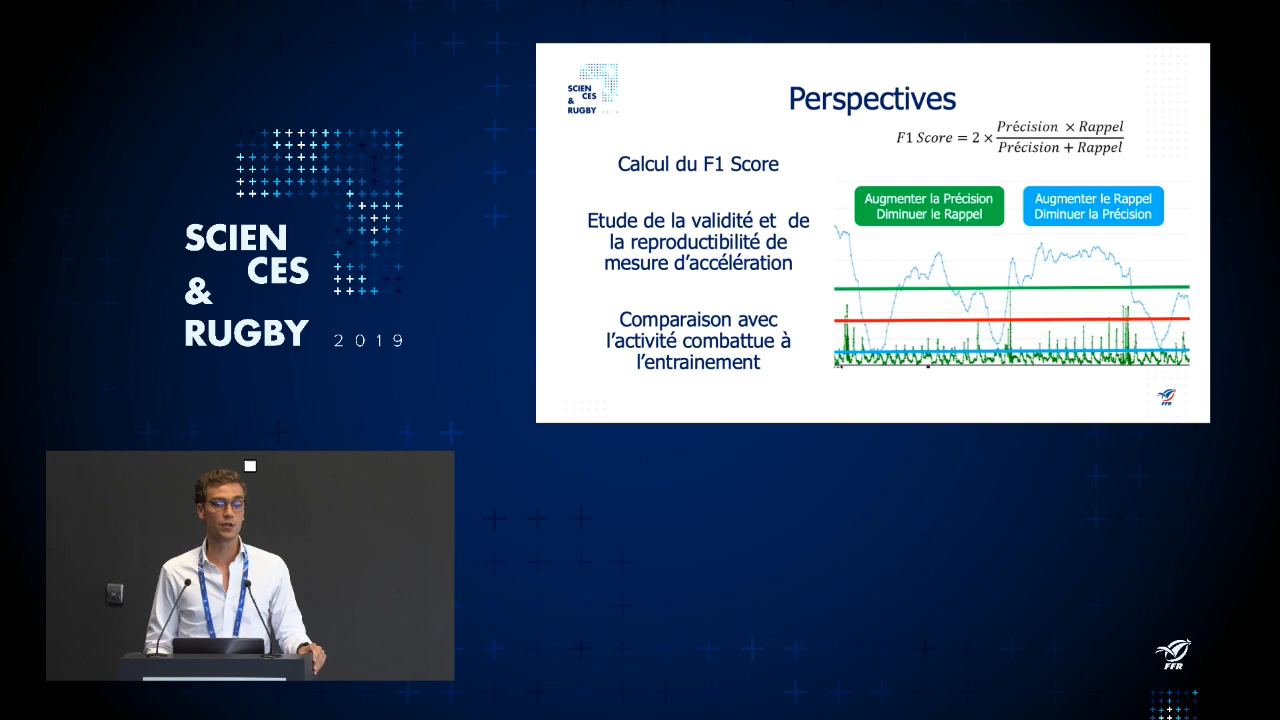 SCIEN
CES
&
RUGBY 2019
SCIEN
CES
&
RUGBY 2019
Perspectives
F1 Score = 2 × Précision × Rappel
Précision + Rappel
Calcul du F1 Score
Etude de la validité et de
la reproductibilité de
mesure d’accélération
Comparaison avec
l’activité combattue à
l’entrainement
Augmenter la Précision
Diminuer le Rappel
Augmenter le Rappel
Diminuer la Précision
FFR
FFR